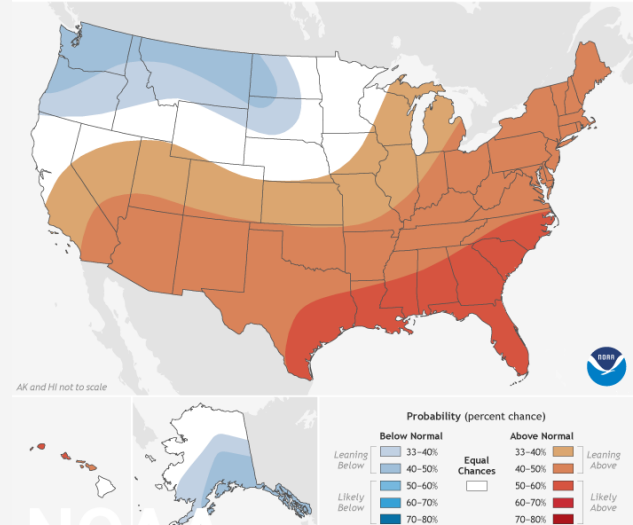 NOAA
AK and HI not to scale
Probability (percent chance)
Below Normal
Above Normal
Leaning Below
33–40%
40–50%
Equal Chances
33–40%
40–50%
Leaning Above
Likely Below
50–60%
60–70%
70–80%
50–60%
60–70%
70–80%
Likely Above